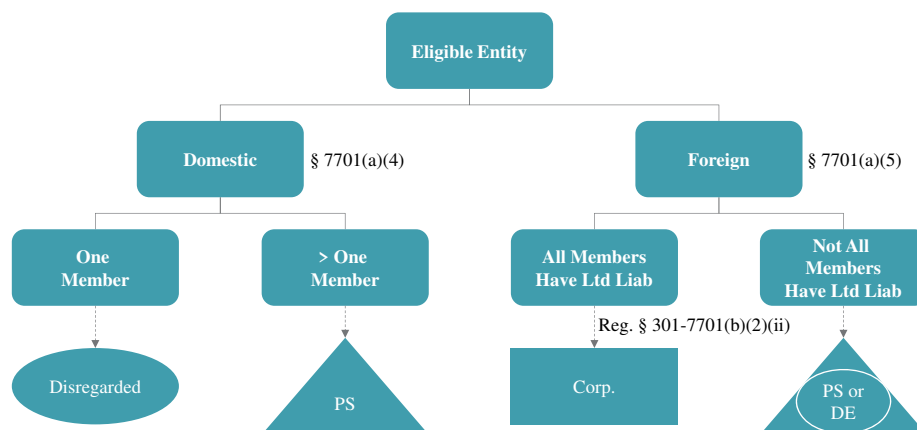 Eligible Entity
Domestic
§ 7701(a)(4)
Foreign
§ 7701(a)(5)
One
Member
> One
Member
All Members
Have Ltd Liab
Not All
Members
Have Ltd Liab
Reg. § 301-7701(b)(2)(ii)
Disregarded
PS
Corp.
PS or
DE